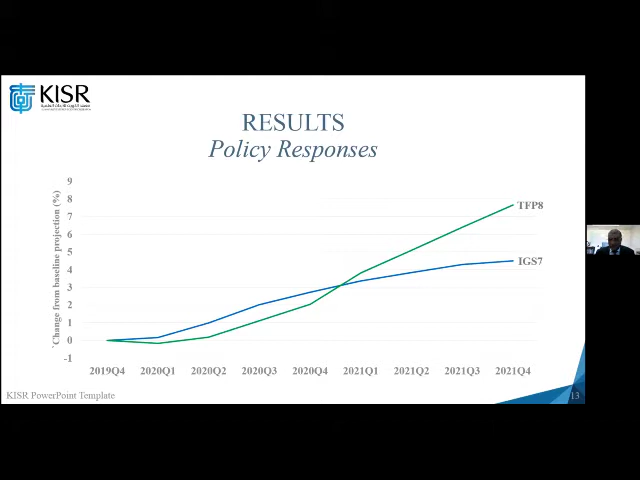 KISR
RESULTS
Policy Responses
`Change from baseline projection (%)
9
8
7
6
5
4
3
2
1
0
-1
TFP8
IGS7
2019Q4 2020Q1 2020Q2 2020Q3 2020Q4 2021Q1 2021Q2 2021Q3 2021Q4
KISR PowerPoint Template
13